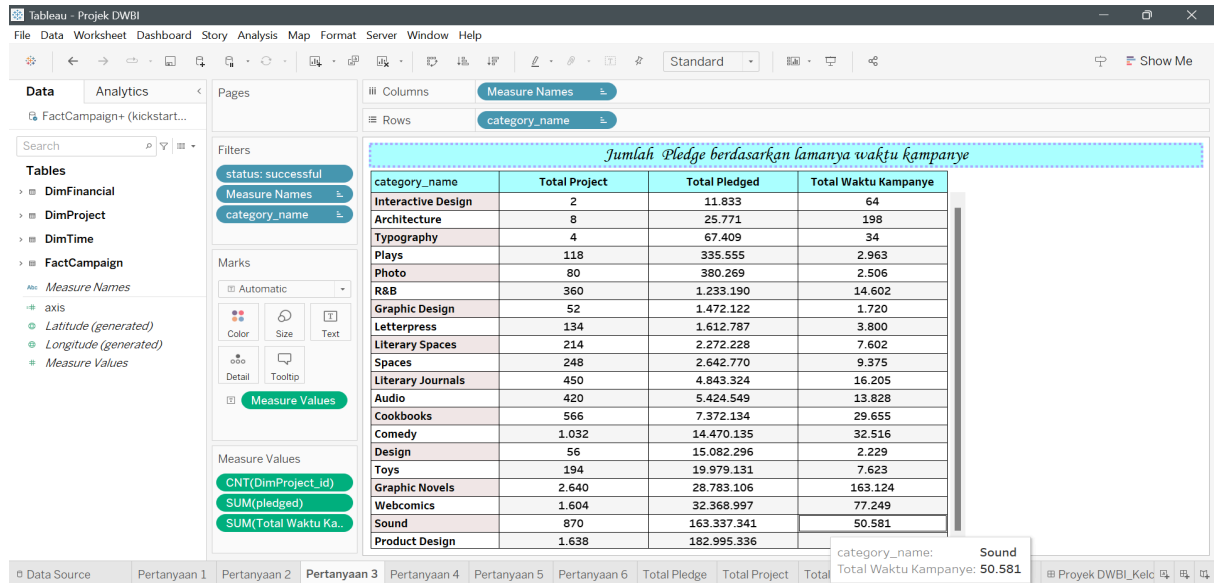 Tableau - Projek DWBI
File Data Worksheet Dashboard Story Analysis Map Format Server Window Help
Standard
Show Me
Data Analytics
FactCampaign+ (kickstart...
Search
Tables
DimFinancial
DimProject
DimTime
FactCampaign
Abc Measure Names
axis
Latitude (generated)
Longitude (generated)
Measure Values
Pages
Filters
status: successful
Measure Names
category_name
Marks
Automatic
Color Size Text
Detail Tooltip
Measure Values
Measure Values
CNT(DimProject_id)
SUM(pledged)
SUM(Total Waktu Ka..
Columns Measure Names
Rows category_name
Jumlah Pledge berdasarkan lamanya waktu kampanye
category_name Total Project Total Pledged Total Waktu Kampanye
Interactive Design 2 11.833 64
Architecture 8 25.771 198
Typography 4 67.409 34
Plays 118 335.555 2.963
Photo 80 380.269 2.506
R&B 360 1.233.190 14.602
Graphic Design 52 1.472.122 1.720
Letterpress 134 1.612.787 3.800
Literary Spaces 214 2.272.228 7.602
Spaces 248 2.642.770 9.375
Literary Journals 450 4.843.324 16.205
Audio 420 5.424.549 13.828
Cookbooks 566 7.372.134 29.655
Comedy 1.032 14.470.135 32.516
Design 56 15.082.296 2.229
Toys 194 19.979.131 7.623
Graphic Novels 2.640 28.783.106 163.124
Webcomics 1.604 32.368.997 77.249
Sound 870 163.337.341 50.581
Product Design 1.638 182.995.336
category_name: Sound
Total Waktu Kampanye: 50.581
Data Source Pertanyaan 1 Pertanyaan 2 Pertanyaan 3 Pertanyaan 4 Pertanyaan 5 Pertanyaan 6 Total Pledge Total Project Total Proyek DWBI_Kelc